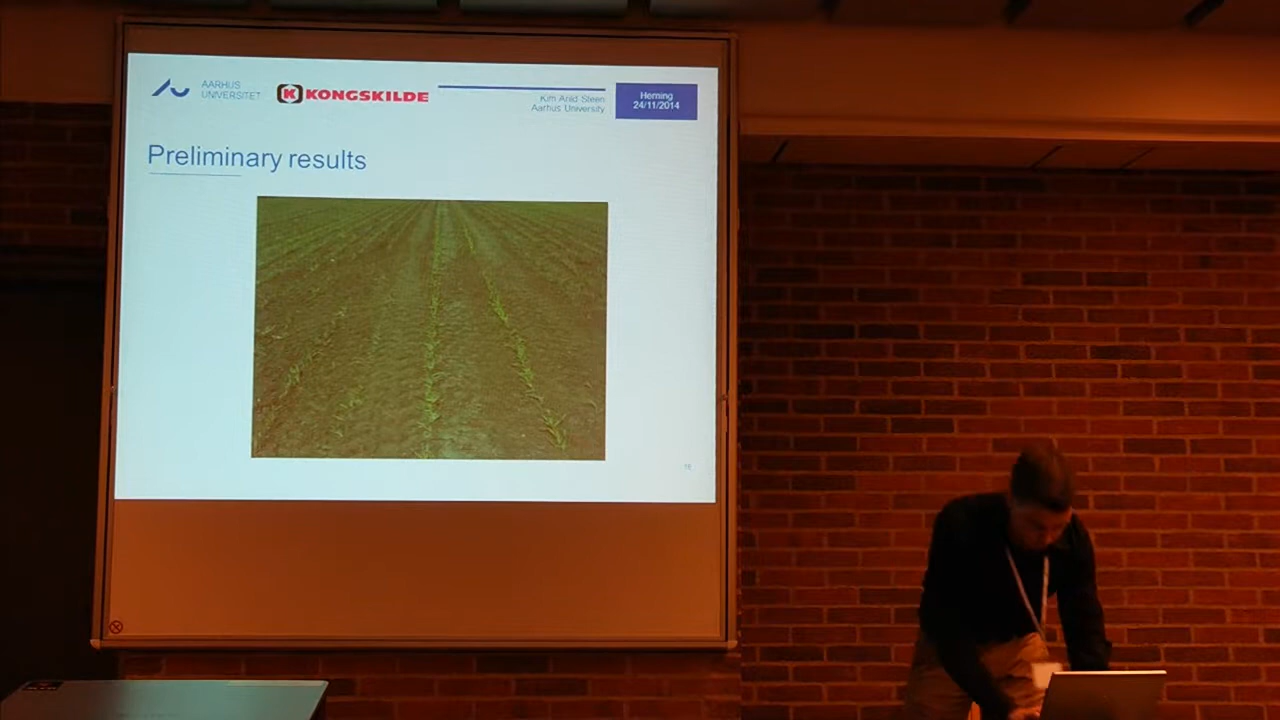 AARHUS
UNIVERSITET
KONGSKILDE
Kim Arild Steen
Aarhus University
Herning
24/11/2014
Preliminary results